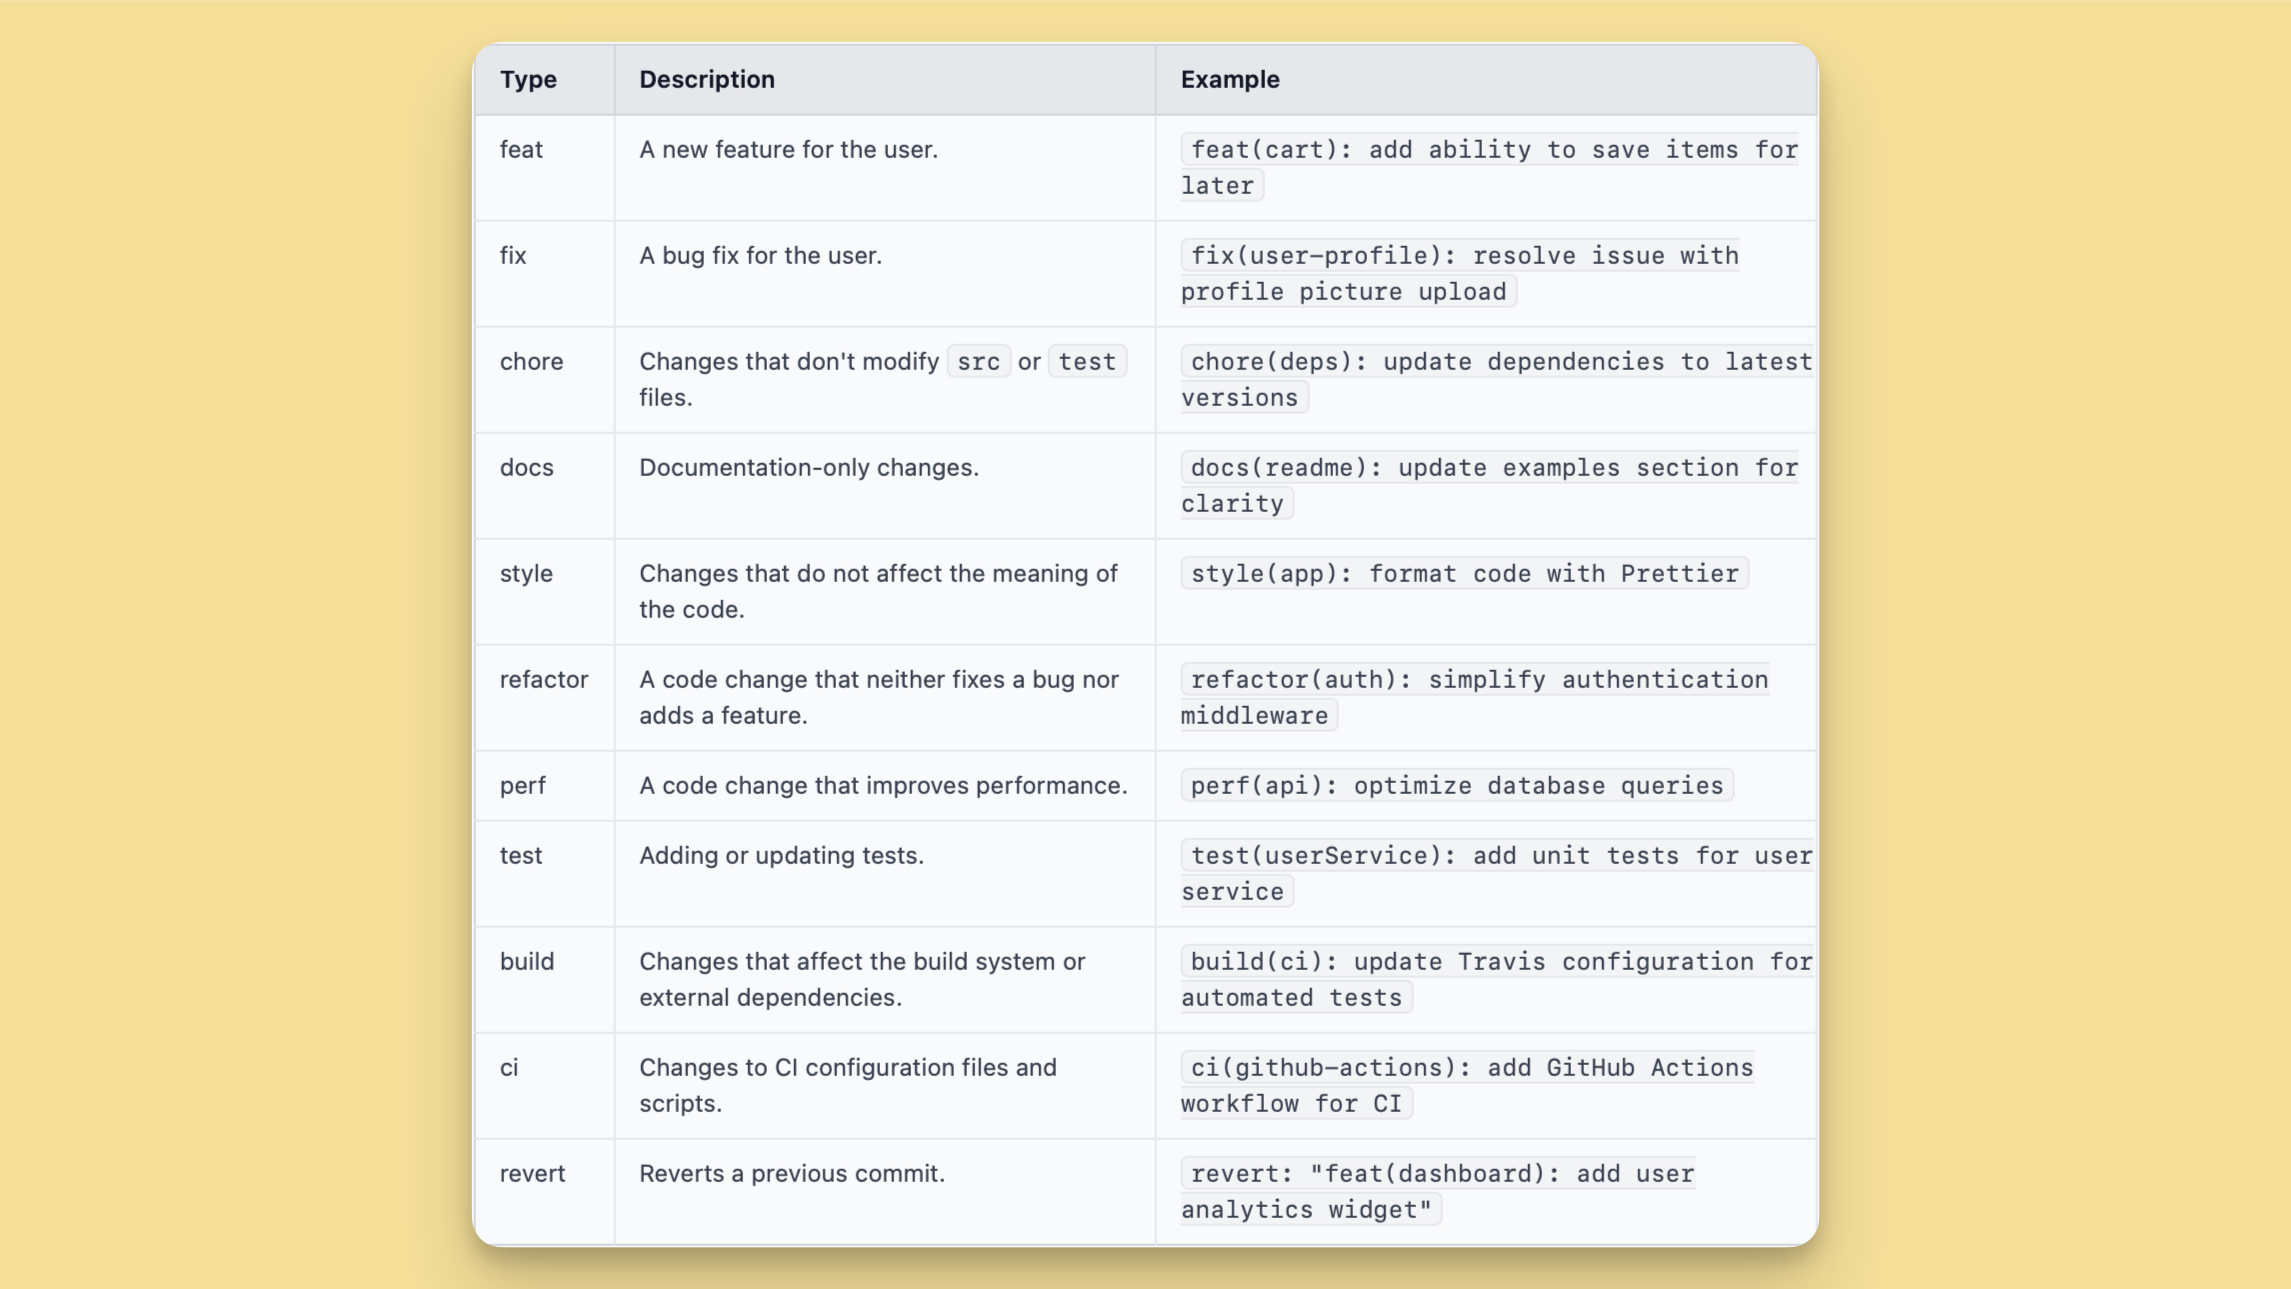 Type Description Example
feat A new feature for the user. feat(cart): add ability to save items for
later
fix A bug fix for the user. fix(user-profile): resolve issue with
profile picture upload
chore Changes that don't modify src or test chore(deps): update dependencies to latest
files. versions
docs Documentation-only changes. docs(readme): update examples section for
clarity
style Changes that do not affect the meaning of style(app): format code with Prettier
the code.
refactor A code change that neither fixes a bug nor refactor(auth): simplify authentication
adds a feature. middleware
perf A code change that improves performance. perf(api): optimize database queries
test Adding or updating tests. test(userService): add unit tests for user
service
build Changes that affect the build system or build(ci): update Travis configuration for
external dependencies. automated tests
ci Changes to CI configuration files and ci(github-actions): add GitHub Actions
scripts. workflow for CI
revert Reverts a previous commit. revert: "feat(dashboard): add user
analytics widget"